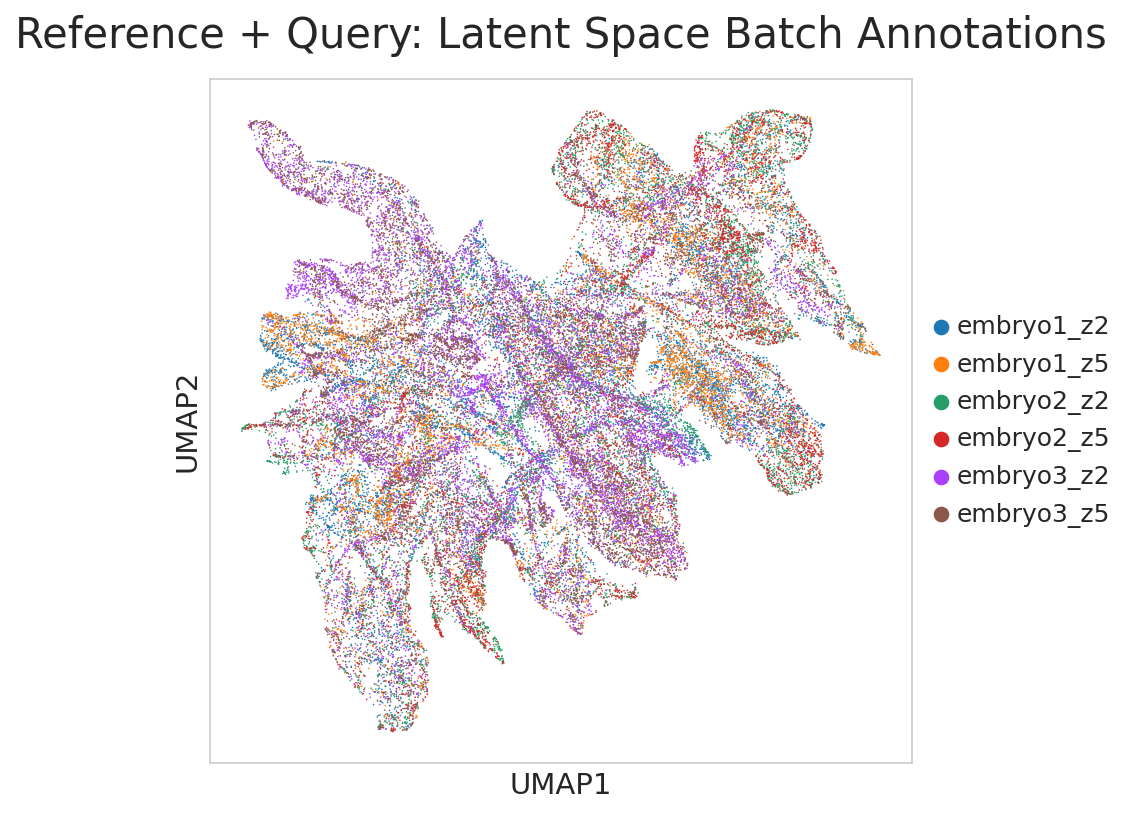 Reference + Query: Latent Space Batch Annotations
UMAP2
embryo1_z2
embryo1_z5
embryo2_z2
embryo2_z5
embryo3_z2
embryo3_z5
UMAP1